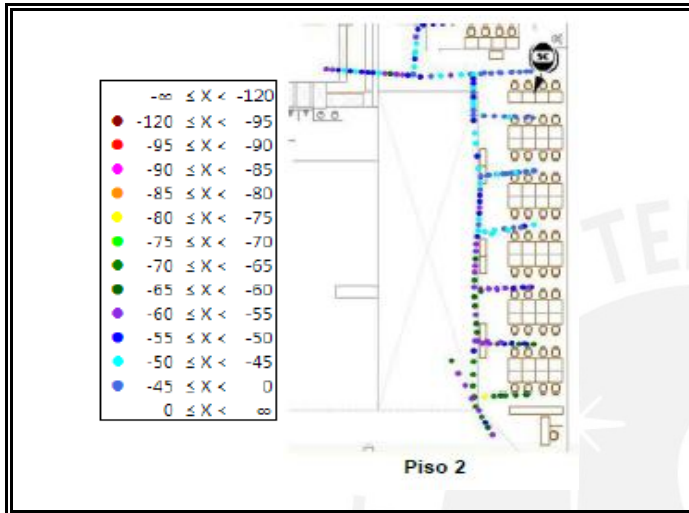 -∞ ≤ X < -120
-120 ≤ X < -95
-95 ≤ X < -90
-90 ≤ X < -85
-85 ≤ X < -80
-80 ≤ X < -75
-75 ≤ X < -70
-70 ≤ X < -65
-65 ≤ X < -60
-60 ≤ X < -55
-55 ≤ X < -50
-50 ≤ X < -45
-45 ≤ X < 0
0 ≤ X < ∞
SC
TE
Piso 2